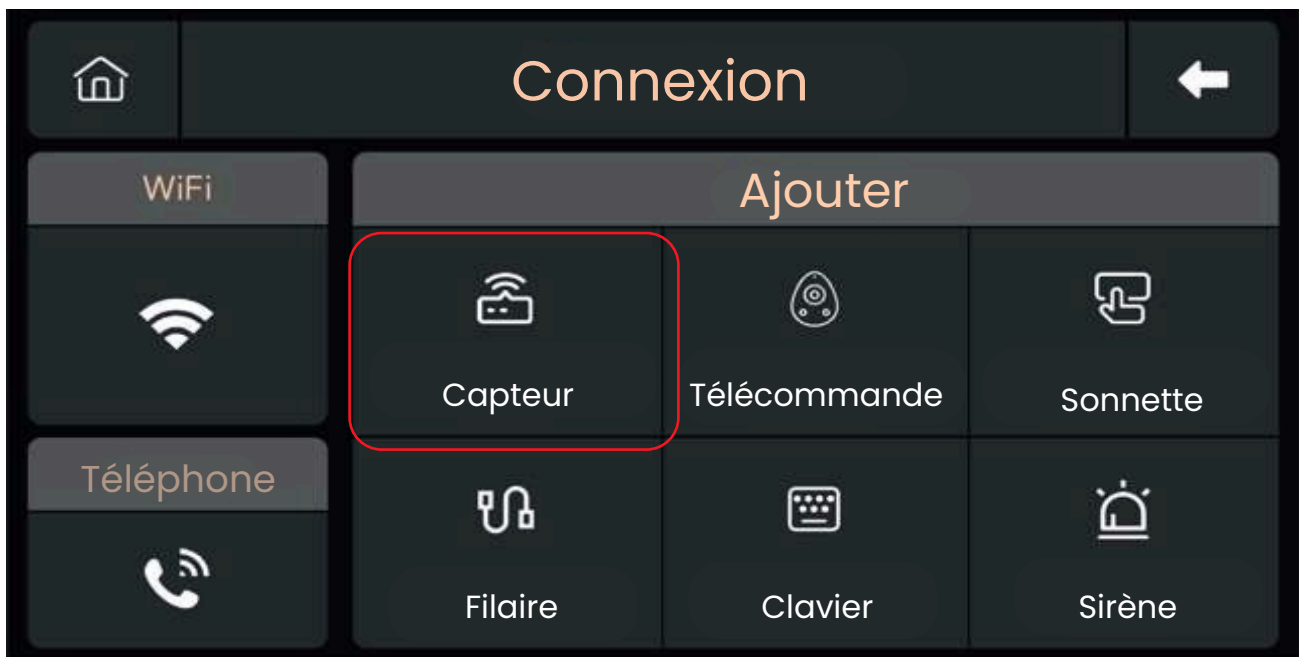 Connexion
WiFi
Ajouter
Capteur
Télécommande
Sonnette
Téléphone
Filaire
Clavier
Sirène